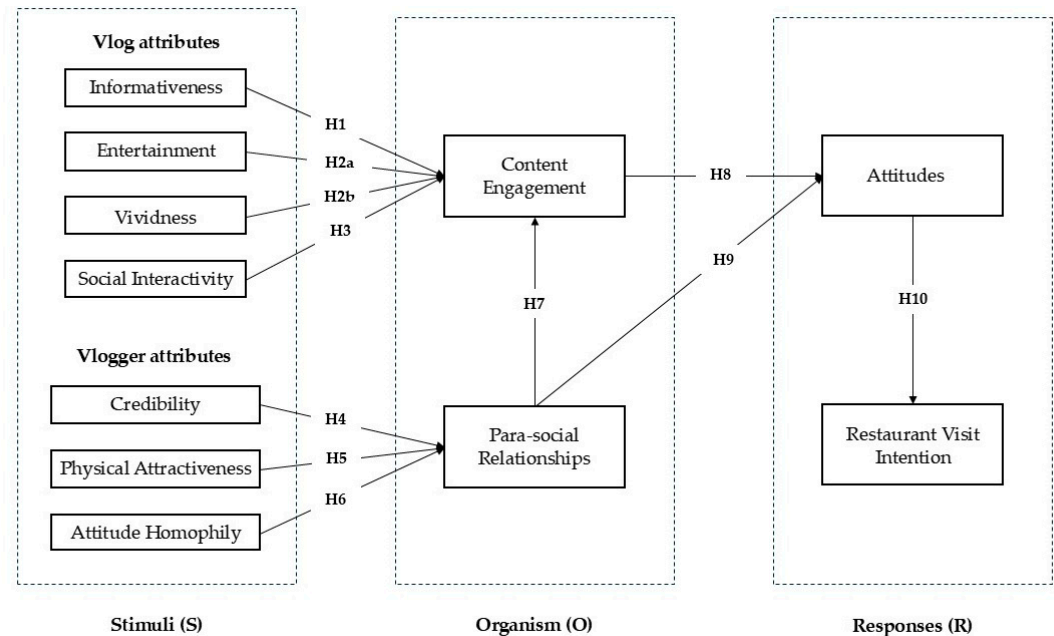 Vlog attributes
Informativeness
Entertainment
Vividness
Social Interactivity
Vlogger attributes
Credibility
Physical Attractiveness
Attitude Homophily
H1
H2a
H2b
H3
H4
H5
H6
Content
Engagement
H7
Para-social
Relationships
H8
H9
Attitudes
H10
Restaurant Visit
Intention
Stimuli (S)
Organism (O)
Responses (R)